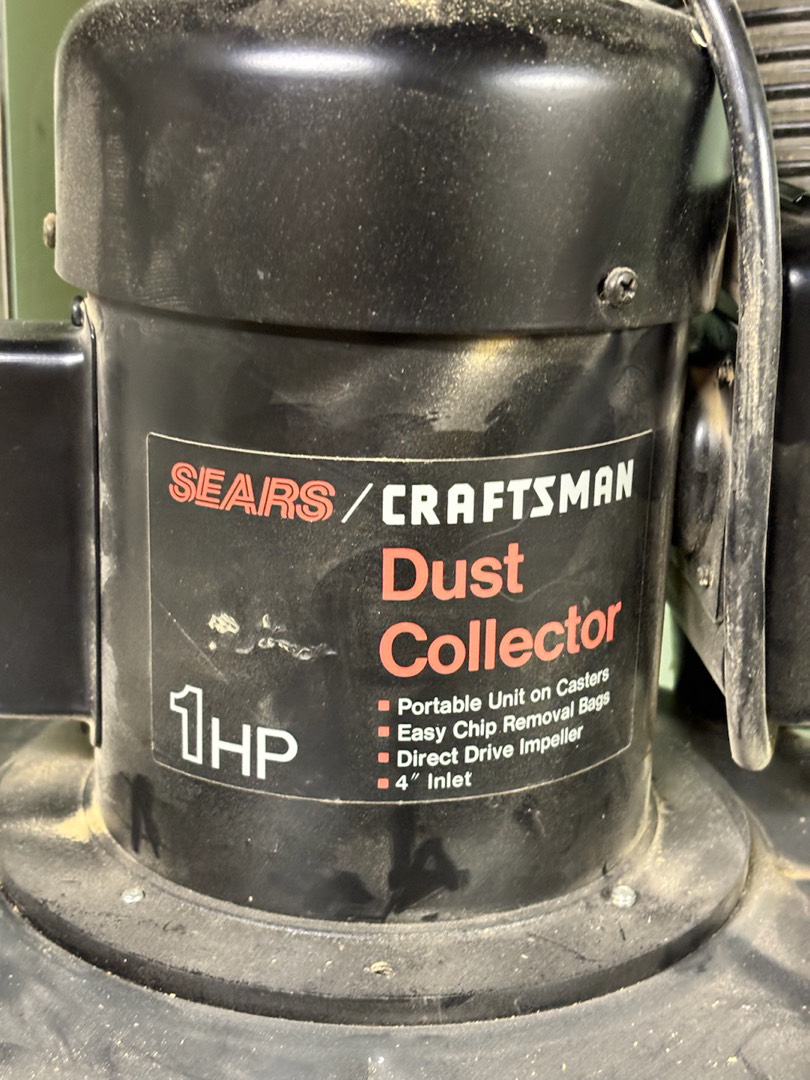 SEARS / CRAFTSMAN
Dust
Collector
1HP
▪ Portable Unit on Casters
▪ Easy Chip Removal Bags
▪ Direct Drive Impeller
▪ 4″ Inlet